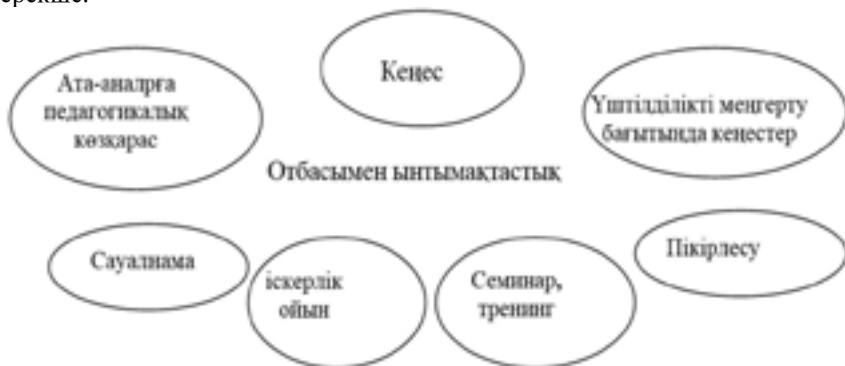 Кеңес
Ата-аналрға
педагогикалық
көзқарас
Үштілділікті меңгерту
бағытында кеңестер
Отбасымен ынтымақтастық
Сауалнама
іскерлік
ойын
Семинар,
тренинг
Пікірлесу